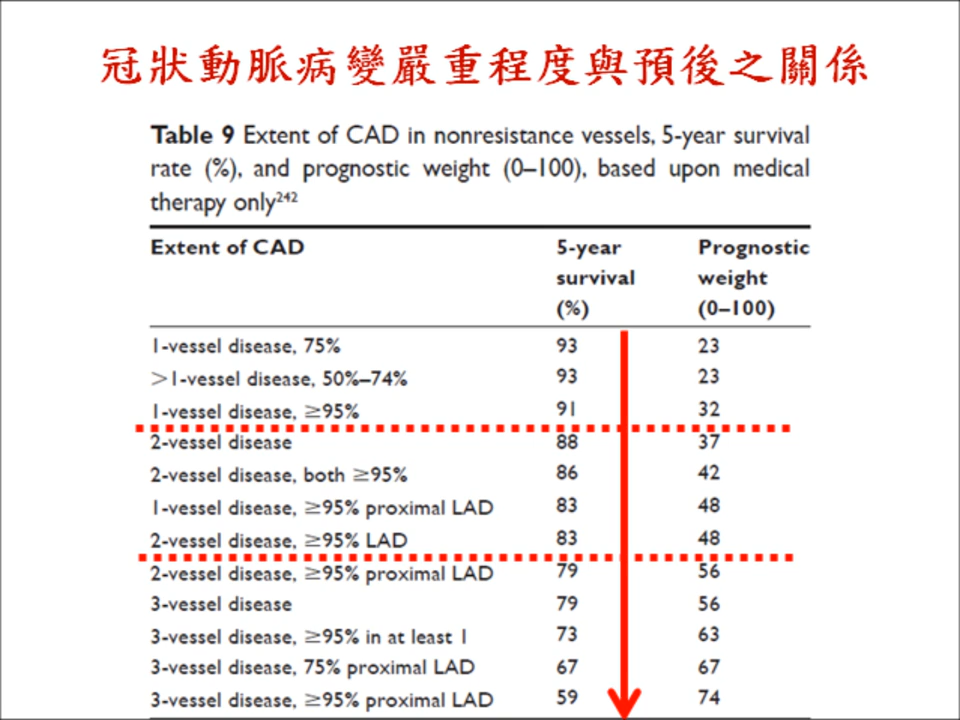 冠狀動脈病變嚴重程度與預後之關係
Table 9 Extent of CAD in nonresistance vessels, 5-year survival
rate (%), and prognostic weight (0–100), based upon medical
therapy only242
Extent of CAD 5-year survival (%) Prognostic weight (0–100)
1-vessel disease, 75% 93 23
>1-vessel disease, 50%–74% 93 23
1-vessel disease, ≥95% 91 32
2-vessel disease 88 37
2-vessel disease, both ≥95% 86 42
1-vessel disease, ≥95% proximal LAD 83 48
2-vessel disease, ≥95% LAD 83 48
2-vessel disease, ≥95% proximal LAD 79 56
3-vessel disease 79 56
3-vessel disease, ≥95% in at least 1 73 63
3-vessel disease, 75% proximal LAD 67 67
3-vessel disease, ≥95% proximal LAD 59 74